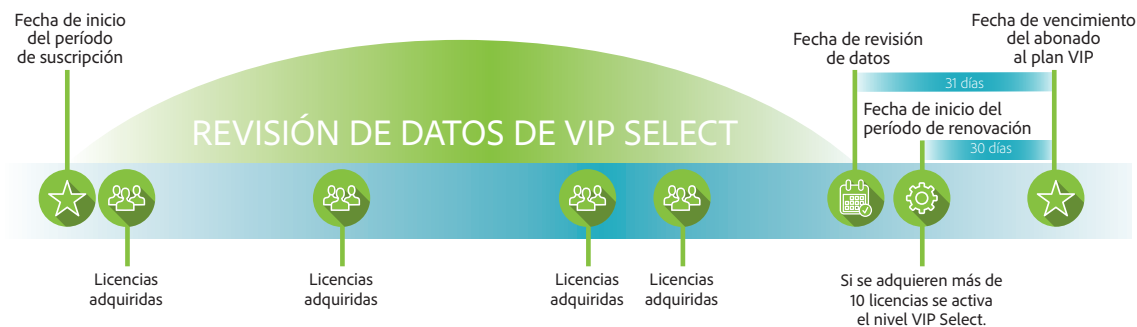 Fecha de inicio
del período
de suscripción
REVISIÓN DE DATOS DE VIP SELECT
Fecha de revisión
de datos
Fecha de vencimiento
del abonado
al plan VIP
31 días
Fecha de inicio del
período de renovación
30 días
Licencias
adquiridas
Licencias
adquiridas
Licencias
adquiridas
Licencias
adquiridas
Si se adquieren más de
10 licencias se activa
el nivel VIP Select.